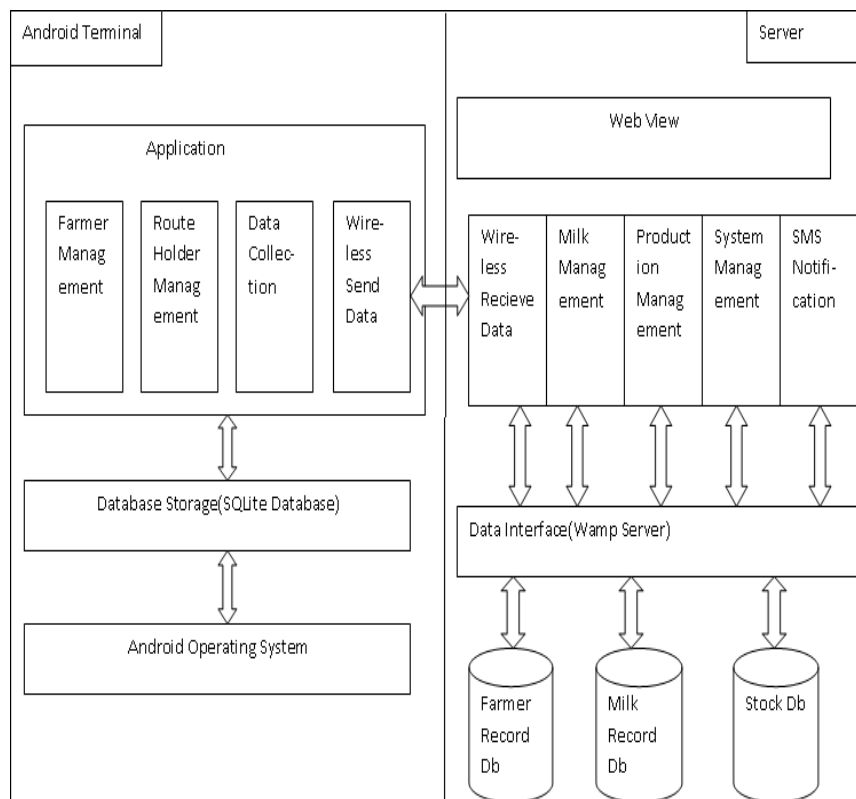 Android Terminal
Server
Application
Farmer
Manag
ement
Route
Holder
Manag
ement
Data
Collec-
tion
Wire-
less
Send
Data
Database Storage(SQLite Database)
Android Operating System
Web View
Wire-
less
Recieve
Data
Milk
Manag
ement
Product
ion
Manag
ement
System
Manag
ement
SMS
Notifi-
cation
Data Interface(Wamp Server)
Farmer
Record
Db
Milk
Record
Db
Stock Db